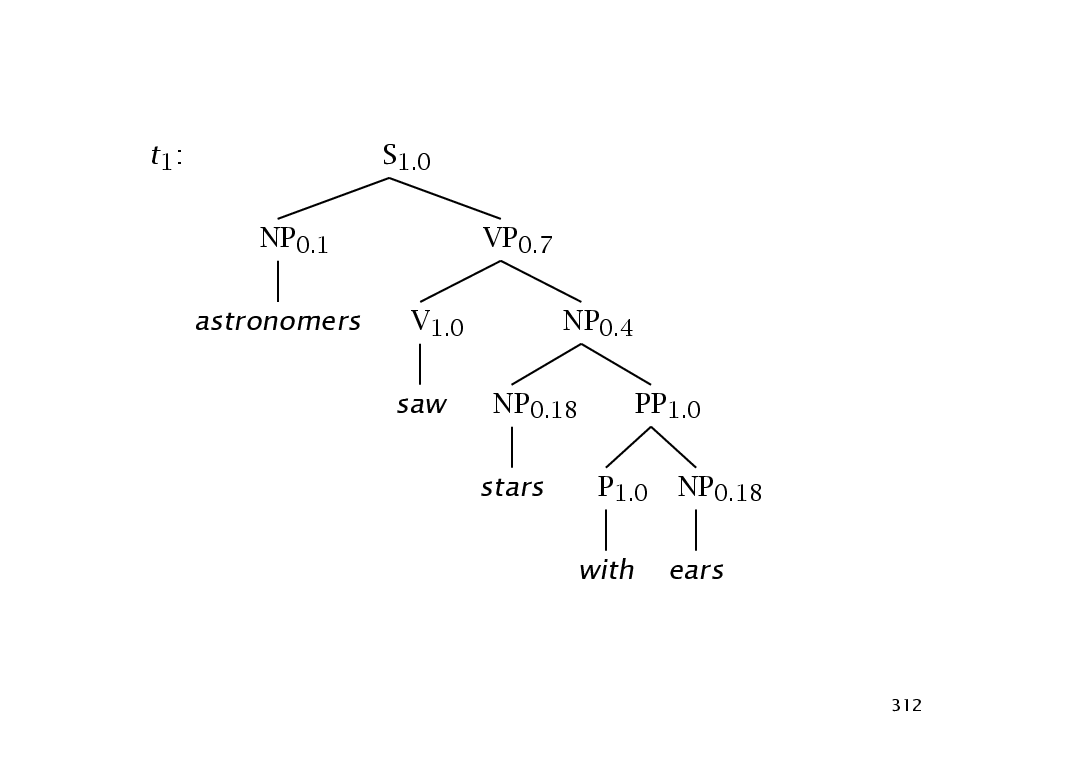 t1: S1.0
NP0.1 VP0.7
astronomers V1.0 NP0.4
saw NP0.18 PP1.0
stars P1.0 NP0.18
with ears
312